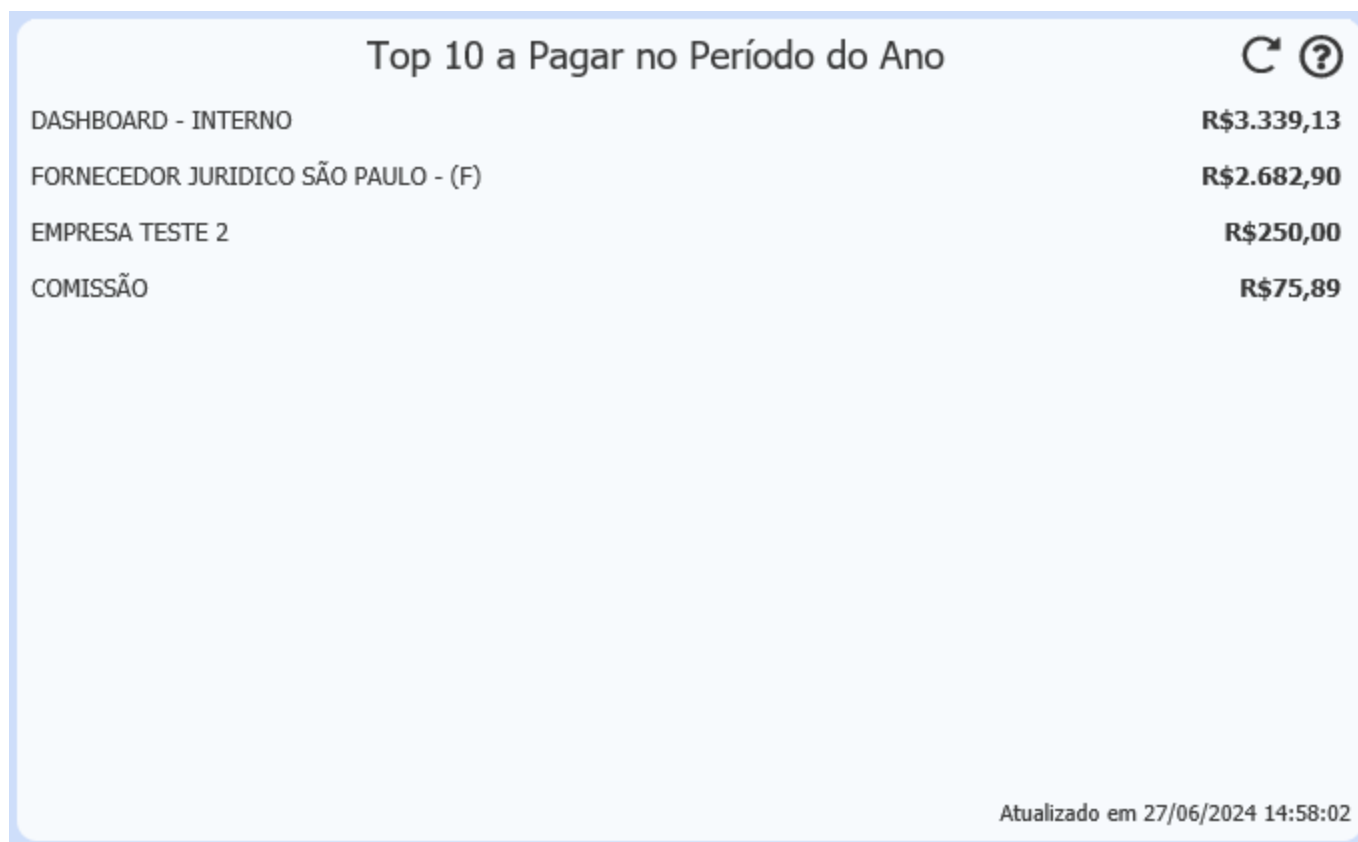 Top 10 a Pagar no Período do Ano
DASHBOARD - INTERNO R$3.339,13
FORNECEDOR JURIDICO SÃO PAULO - (F) R$2.682,90
EMPRESA TESTE 2 R$250,00
COMISSÃO R$75,89
Atualizado em 27/06/2024 14:58:02